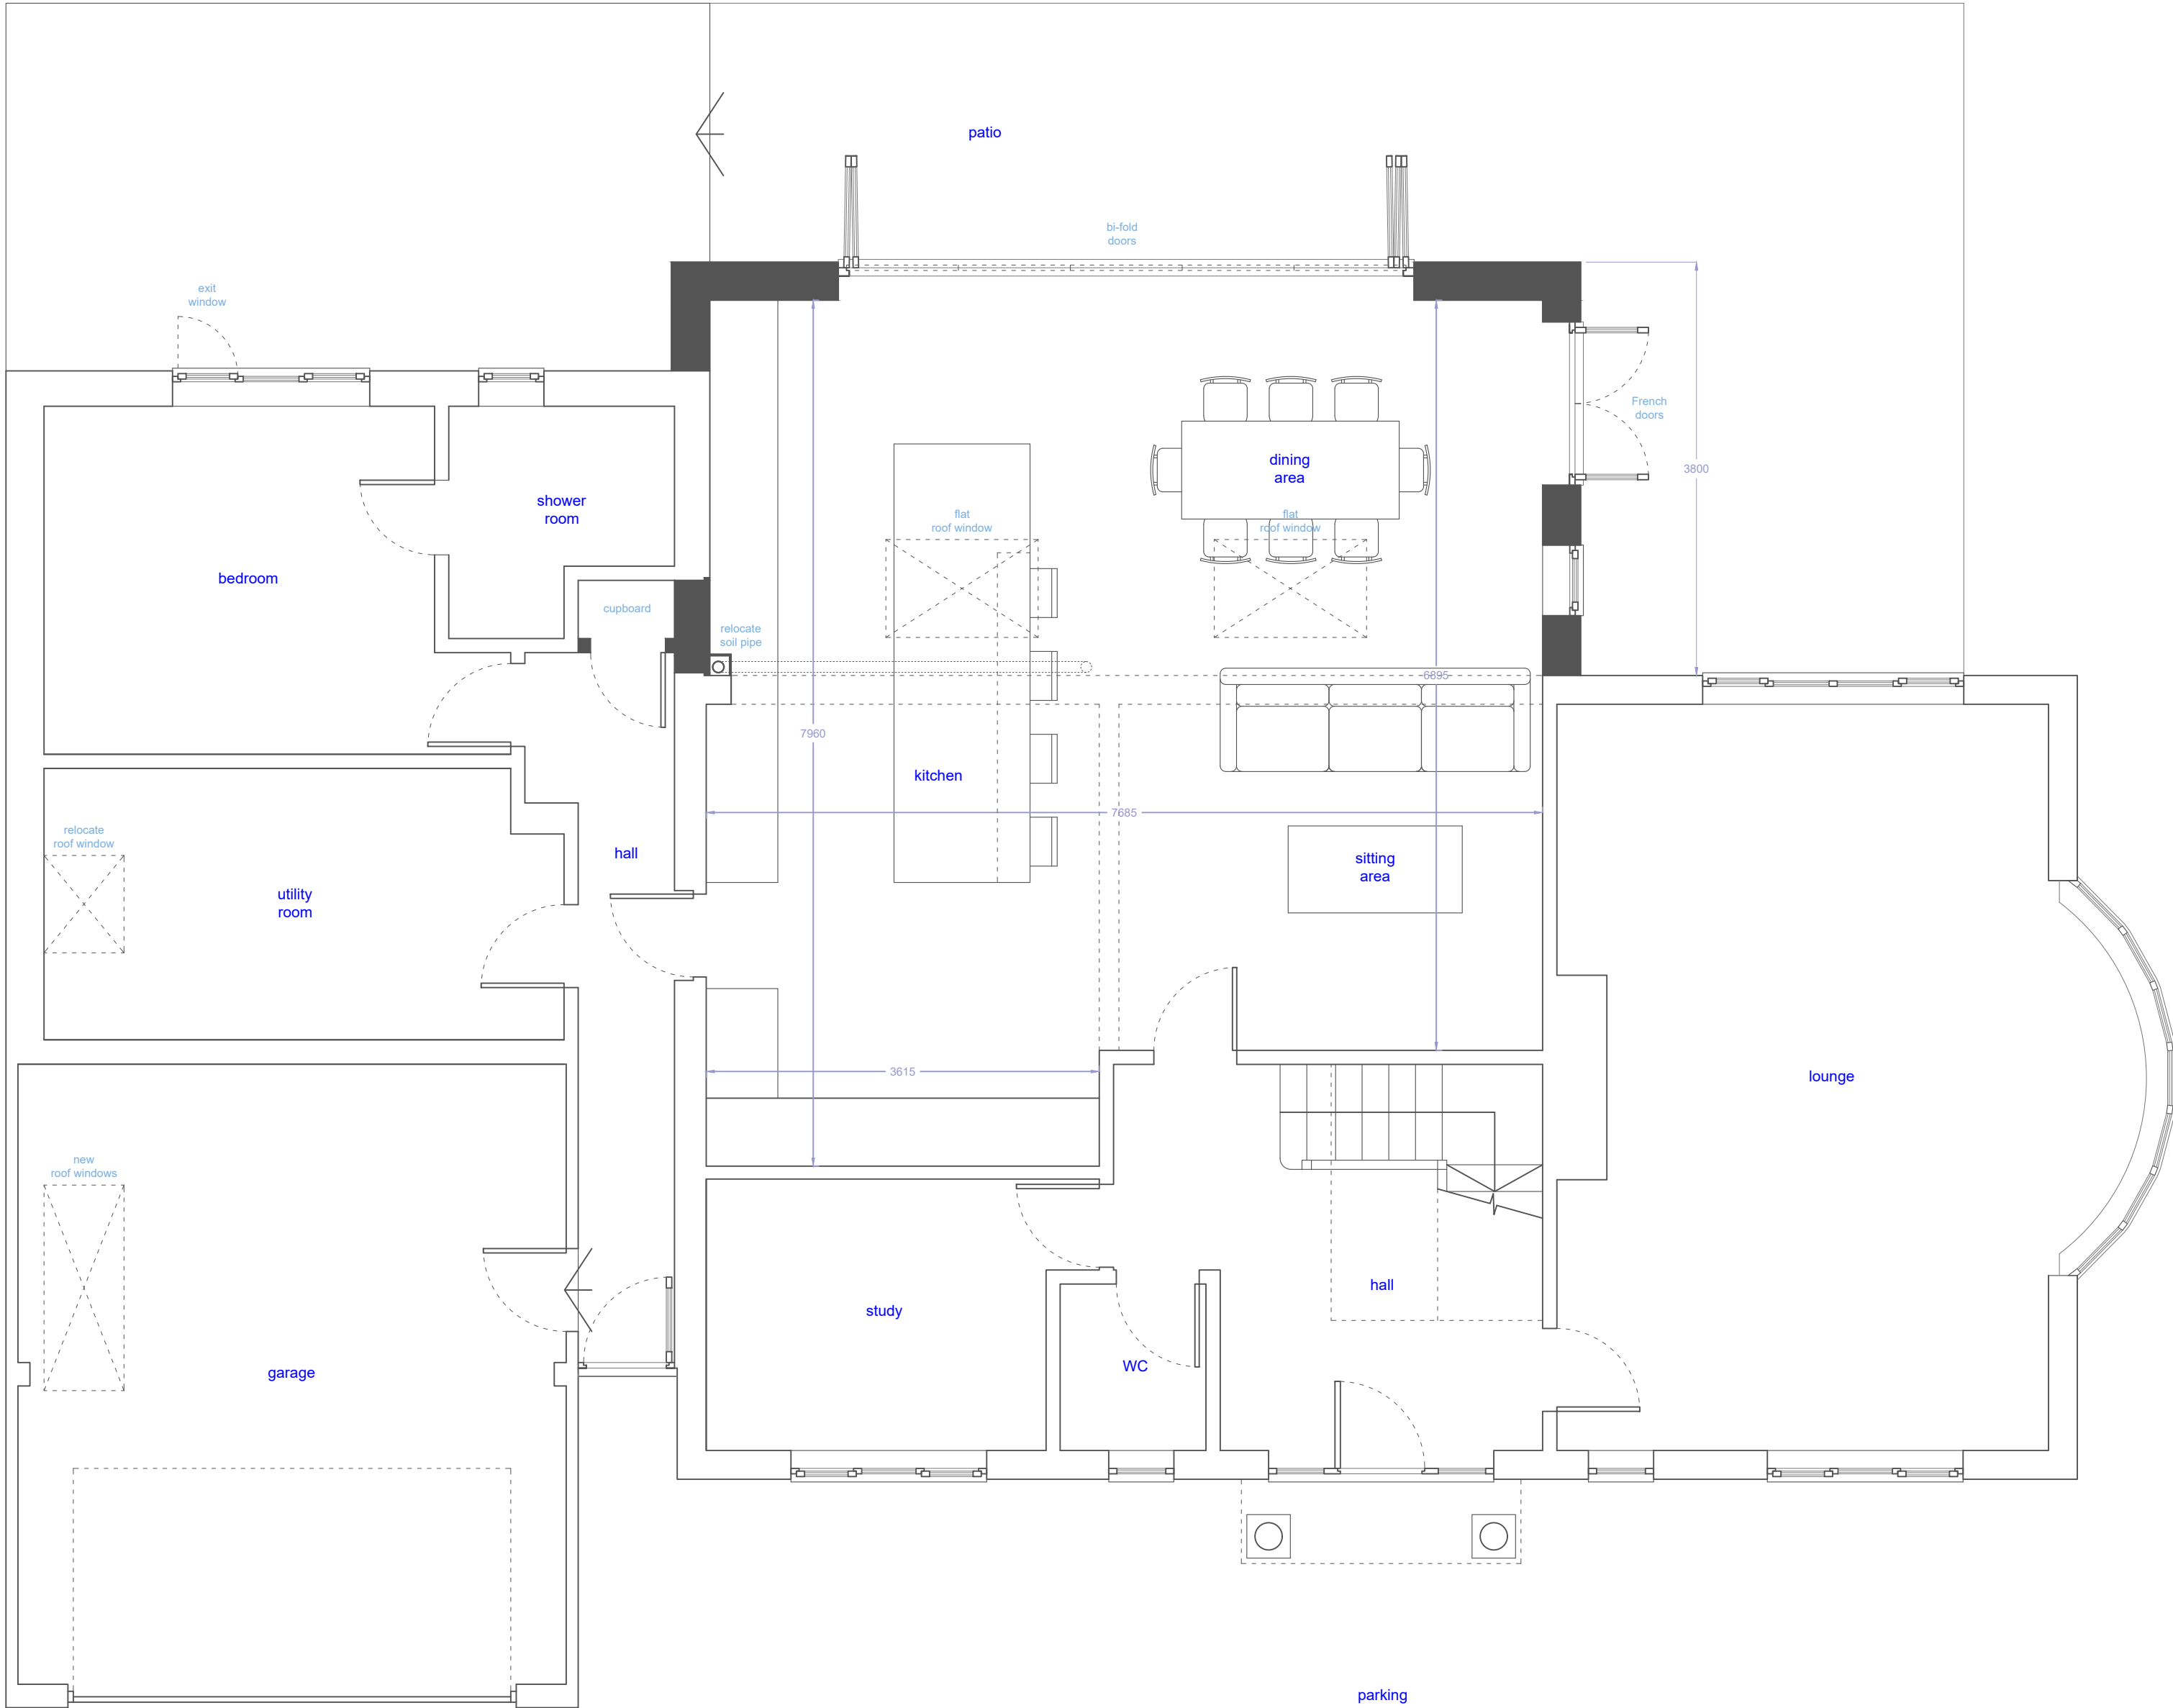 patio
bi-fold
doors
exit
window
French
doors
3800
dining
area
shower
room
flat
roof window
flat
roof window
bedroom
cupboard
relocate
soil pipe
6895
7960
kitchen
7685
relocate
roof window
hall
sitting
area
utility
room
3615
lounge
new
roof windows
hall
study
WC
garage
parking